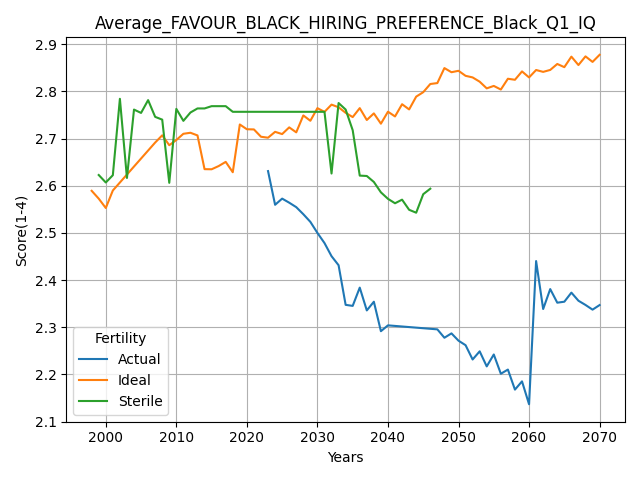 Average_FAVOUR_BLACK_HIRING_PREFERENCE_Black_Q1_IQ
Score(1-4)
2.9
2.8
2.7
2.6
2.5
2.4
2.3
2.2
2.1
Fertility
Actual
Ideal
Sterile
2000 2010 2020 2030 2040 2050 2060 2070
Years